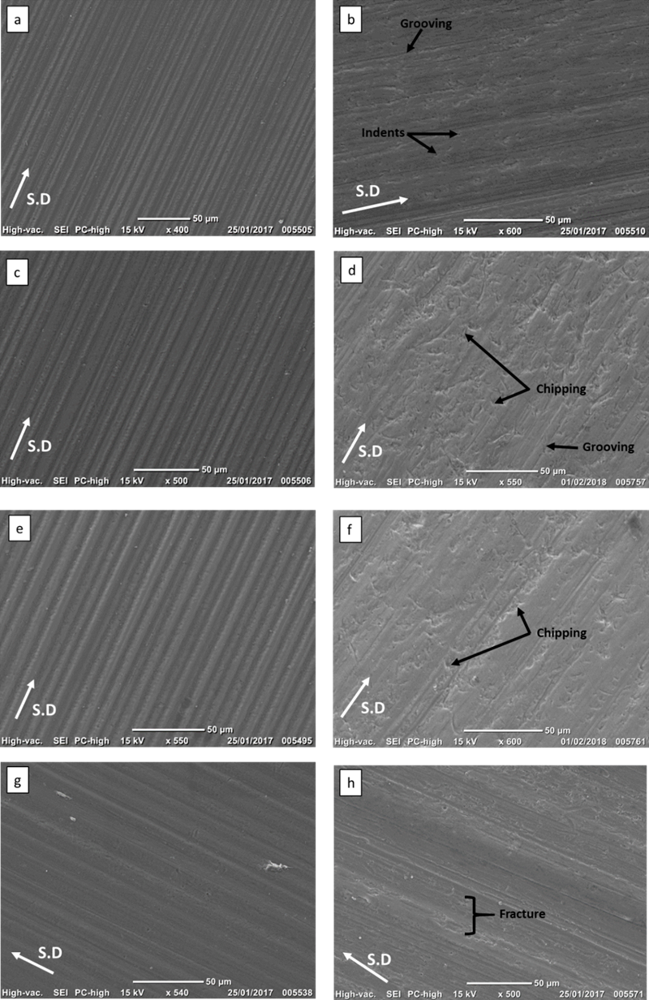 a
S.D
50 µm
High-vac. SEI PC-high 15 kV x 400 25/01/2017 005505
b
Grooving
Indents
S.D
50 µm
High-vac. SEI PC-high 15 kV x 600 25/01/2017 005510
c
S.D
50 µm
High-vac. SEI PC-high 15 kV x 500 25/01/2017 005506
d
Chipping
Grooving
S.D
50 µm
High-vac. SEI PC-high 15 kV x 550 01/02/2018 005757
e
S.D
50 µm
High-vac. SEI PC-high 15 kV x 550 25/01/2017 005495
f
Chipping
S.D
50 µm
High-vac. SEI PC-high 15 kV x 600 01/02/2018 005761
g
S.D
50 µm
High-vac. SEI PC-high 15 kV x 540 25/01/2017 005538
h
Fracture
S.D
50 µm
High-vac. SEI PC-high 15 kV x 500 25/01/2017 005571